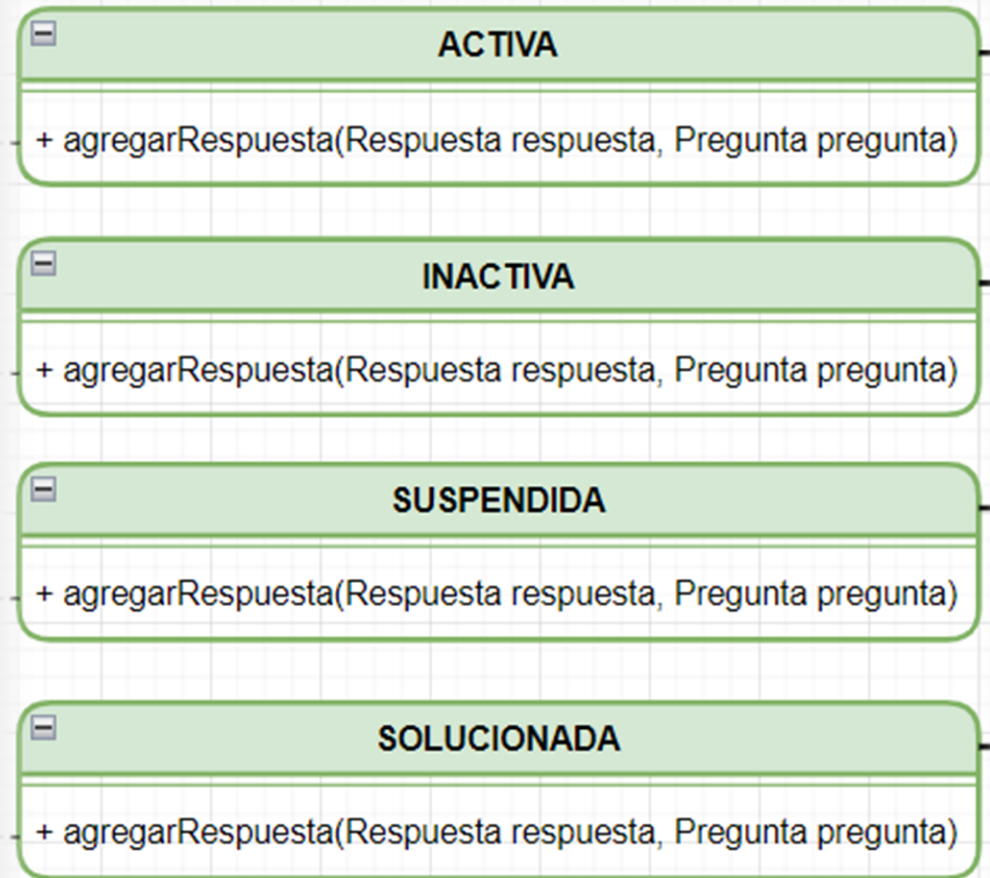 ACTIVA
+ agregarRespuesta(Respuesta respuesta, Pregunta pregunta)
INACTIVA
+ agregarRespuesta(Respuesta respuesta, Pregunta pregunta)
SUSPENDIDA
+ agregarRespuesta(Respuesta respuesta, Pregunta pregunta)
SOLUCIONADA
+ agregarRespuesta(Respuesta respuesta, Pregunta pregunta)